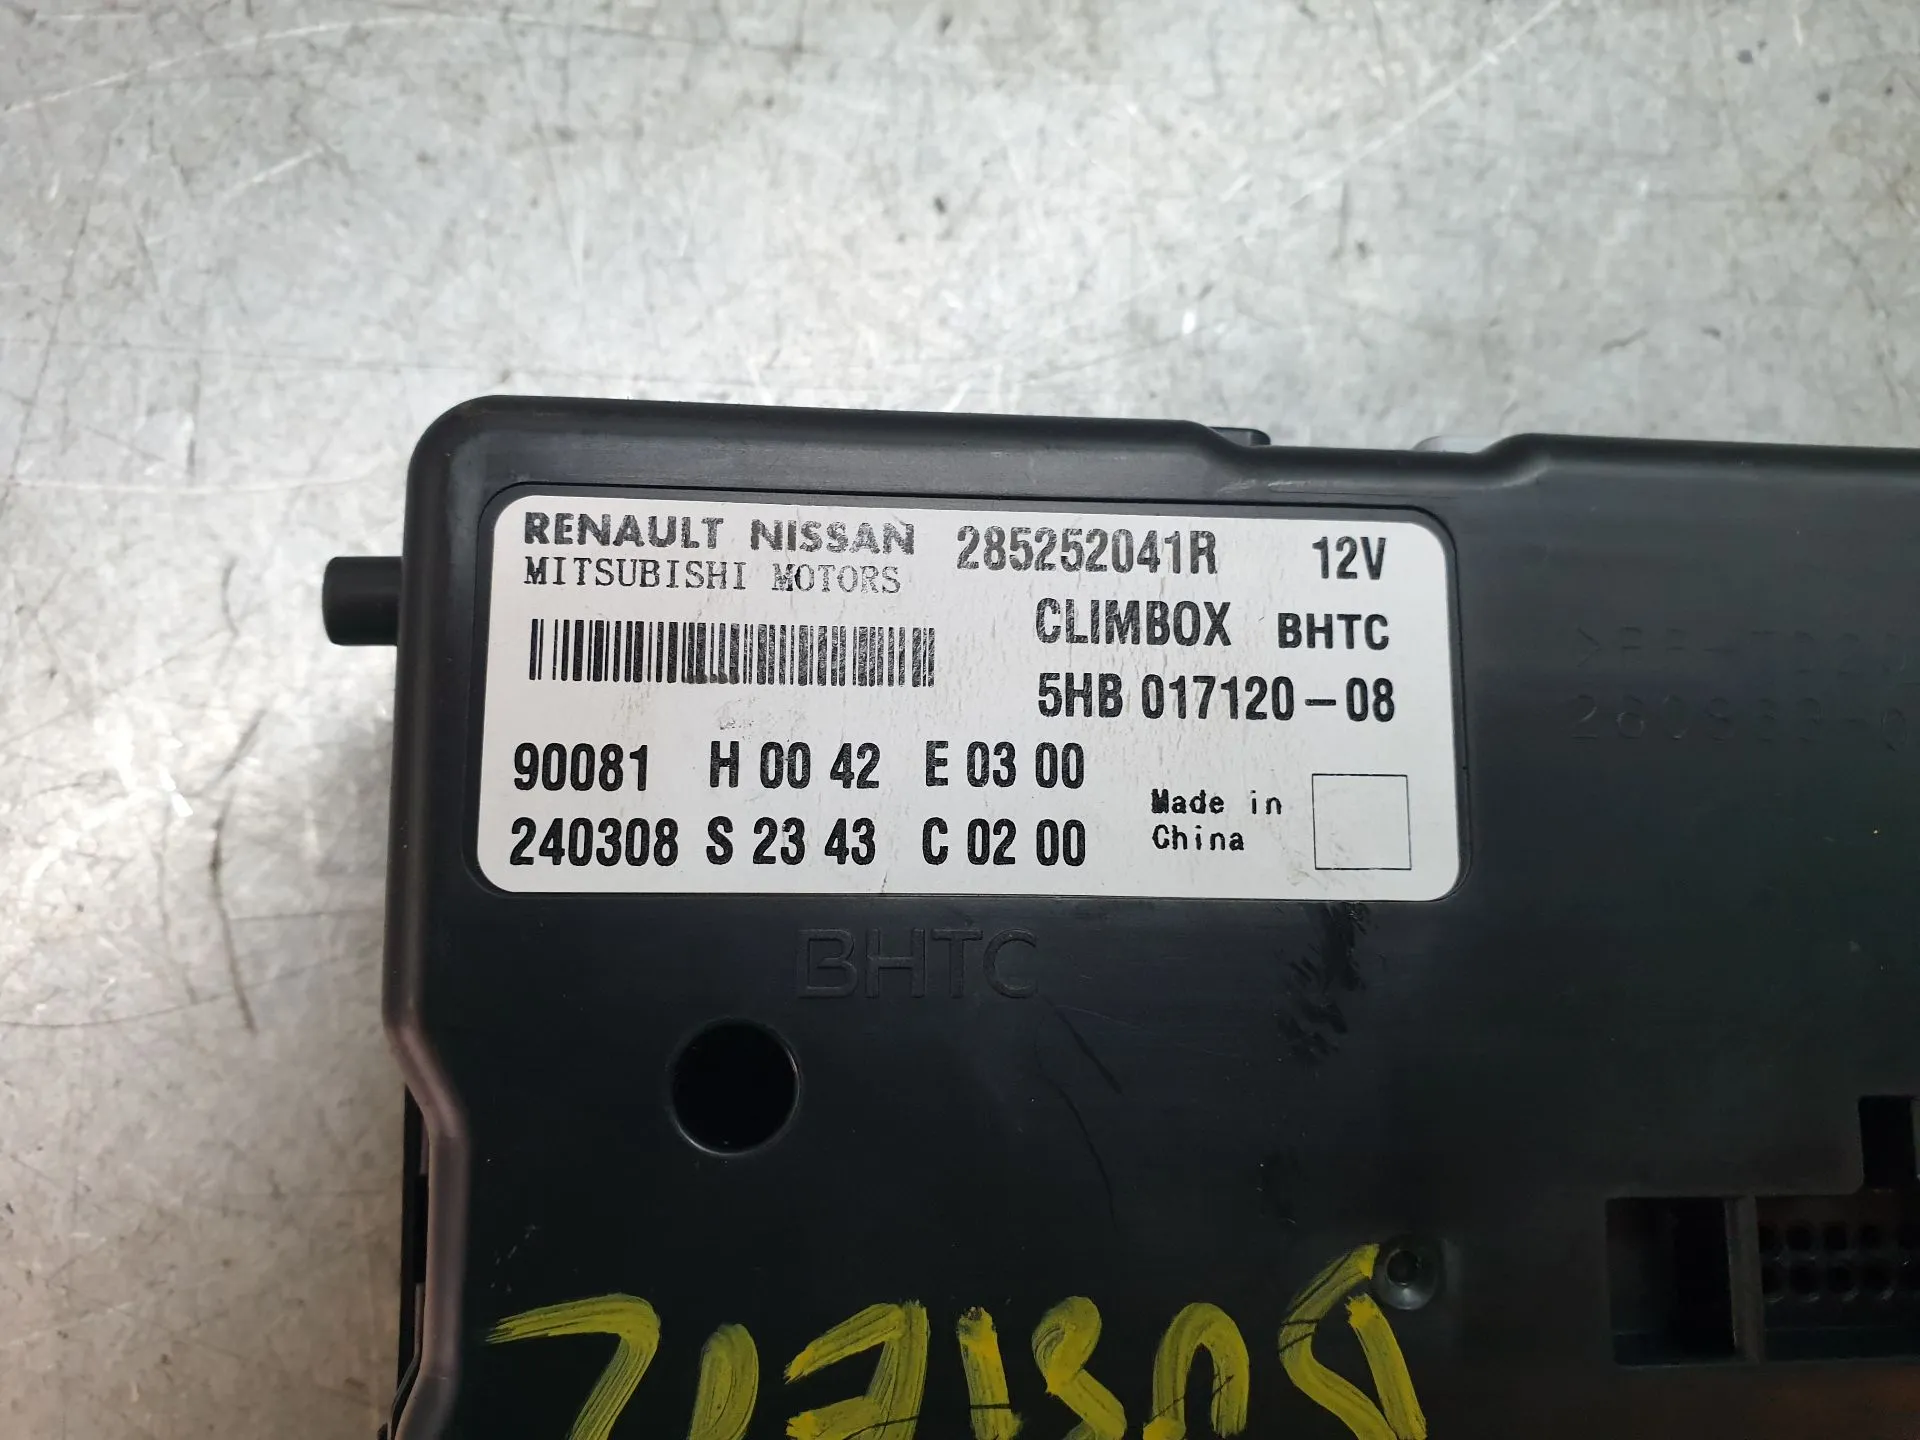 RENAULT NISSAN 285252041R 12V
MITSUBISHI MOTORS
CLIMBOX BHTC
5HB 017120-08
90081 H 00 42 E 03 00
240308 S 23 43 C 02 00
Made in
China
BHTC